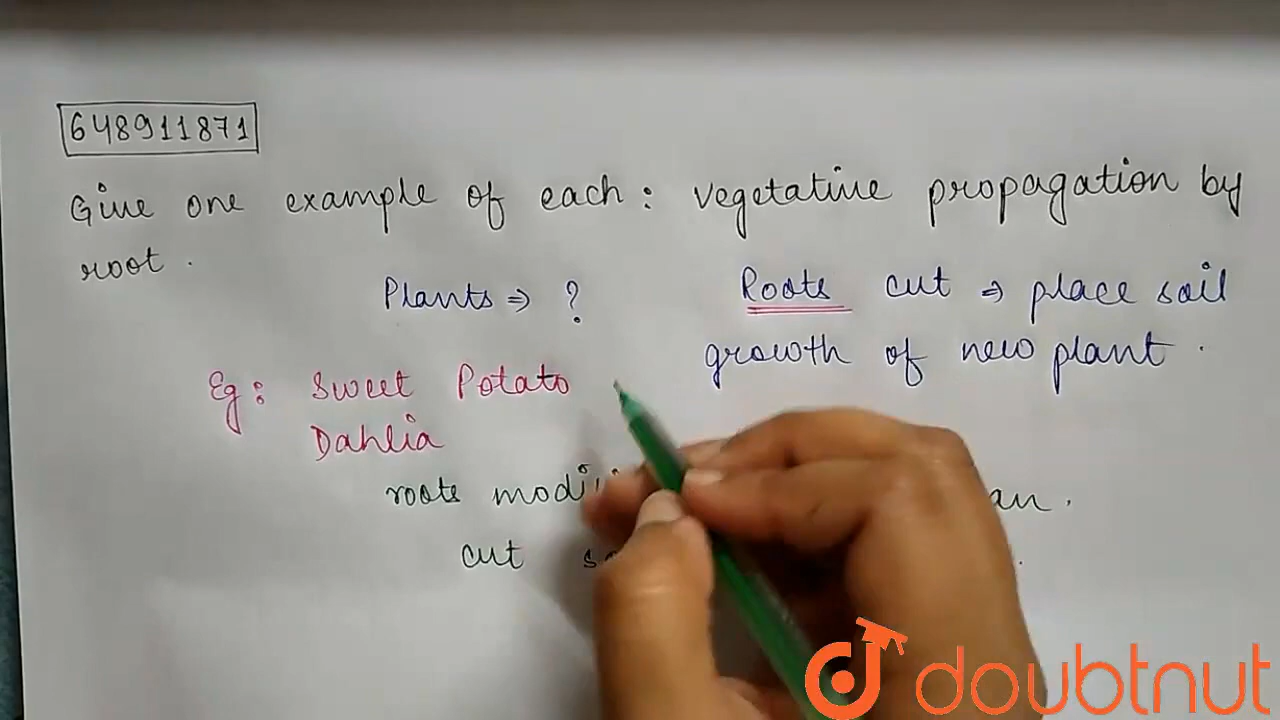 648911871
Give one example of each: vegetative propagation by
root.
Plants ⇒ ?
Roots cut ⇒ place soil
growth of new plant.
Eg: Sweet Potato
Dahlia
roots
cut
doubtnut